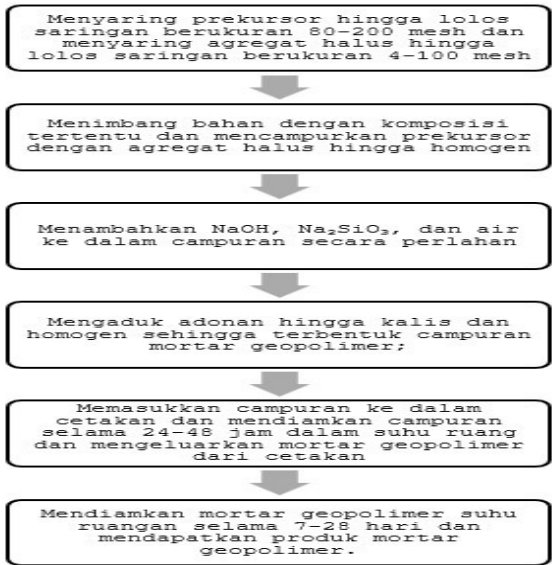 Menyaring prekursor hingga lolos
saringan berukuran 80-200 mesh dan
menyaring agregat halus hingga
lolos saringan berukuran 4-100 mesh
Menimbang bahan dengan komposisi
tertentu dan mencampurkan prekursor
dengan agregat halus hingga homogen
Menambahkan NaOH, Na₂SiO₃, dan air
ke dalam campuran secara perlahan
Mengaduk adonan hingga kalis dan
homogen sehingga terbentuk campuran
mortar geopolimer;
Memasukkan campuran ke dalam
cetakan dan mendiamkan campuran
selama 24-48 jam dalam suhu ruang
dan mengeluarkan mortar geopolimer
dari cetakan
Mendiamkan mortar geopolimer suhu
ruangan selama 7-28 hari dan
mendapatkan produk mortar
geopolimer.